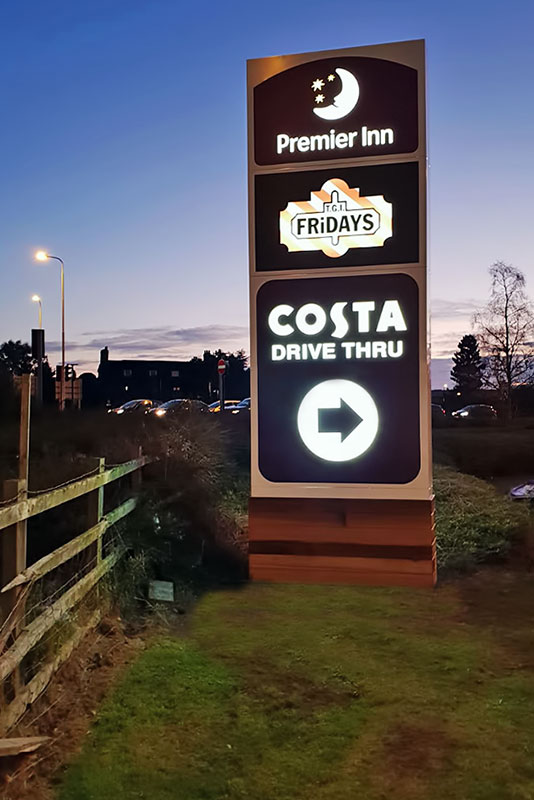 Premier Inn
T.G.I.
FRiDAYS
COSTA
DRIVE THRU